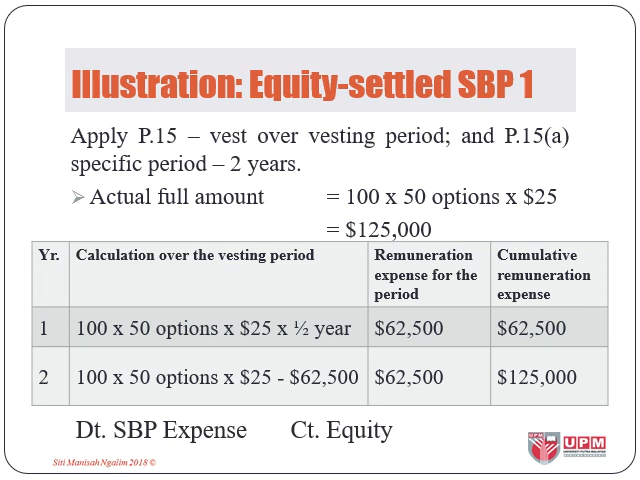 Illustration: Equity-settled SBP 1
Apply P.15 – vest over vesting period; and P.15(a)
specific period – 2 years.
➢ Actual full amount = 100 x 50 options x $25
= $125,000
Yr. Calculation over the vesting period Remuneration expense for the period Cumulative remuneration expense
1 100 x 50 options x $25 x ½ year $62,500 $62,500
2 100 x 50 options x $25 - $62,500 $62,500 $125,000
Dt. SBP Expense Ct. Equity
UPM
Siti Manisah Ngalim 2018 ©